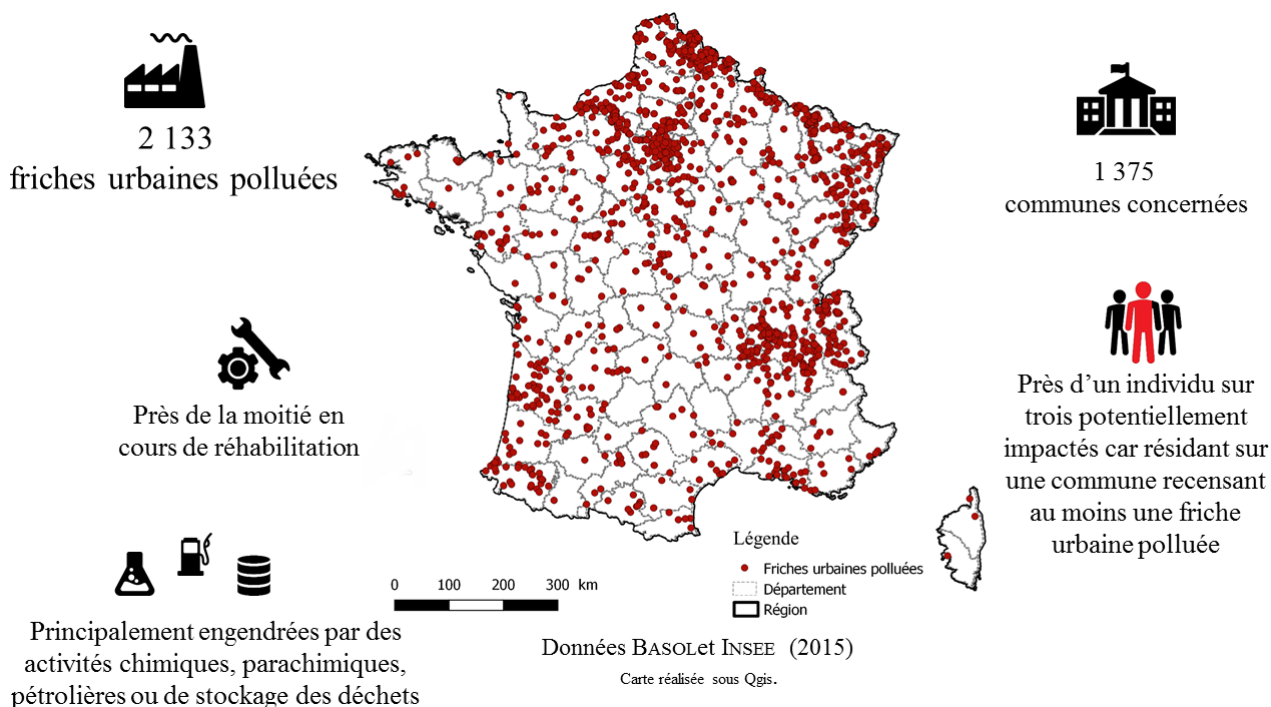 2 133
friches urbaines polluées
1 375
communes concernées
Près de la moitié en
cours de réhabilitation
Près d'un individu sur
trois potentiellement
impactés car résidant sur
une commune recensant
au moins une friche
urbaine polluée
Principalement engendrées par des
activités chimiques, parachimiques,
pétrolières ou de stockage des déchets
0 100 200 300 km
Légende
Friches urbaines polluées
Département
Région
Données BASOLet INSEE (2015)
Carte réalisée sous Qgis.